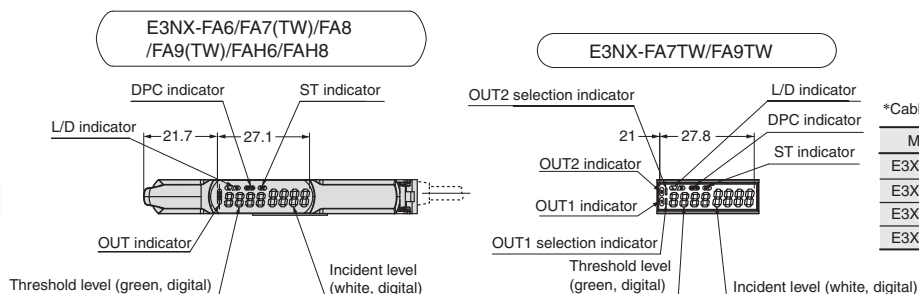 E3NX-FA6/FA7(TW)/FA8
/FA9(TW)/FAH6/FAH8
DPC indicator
ST indicator
L/D indicator
21.7
27.1
OUT indicator
Threshold level (green, digital)
Incident level
(white, digital)
E3NX-FA7TW/FA9TW
OUT2 selection indicator
L/D indicator
DPC indicator
21
27.8
ST indicator
OUT2 indicator
OUT1 indicator
OUT1 selection indicator
Threshold level
(green, digital)
Incident level (white, digital)
*Cabl
M
E3X
E3X
E3X
E3X